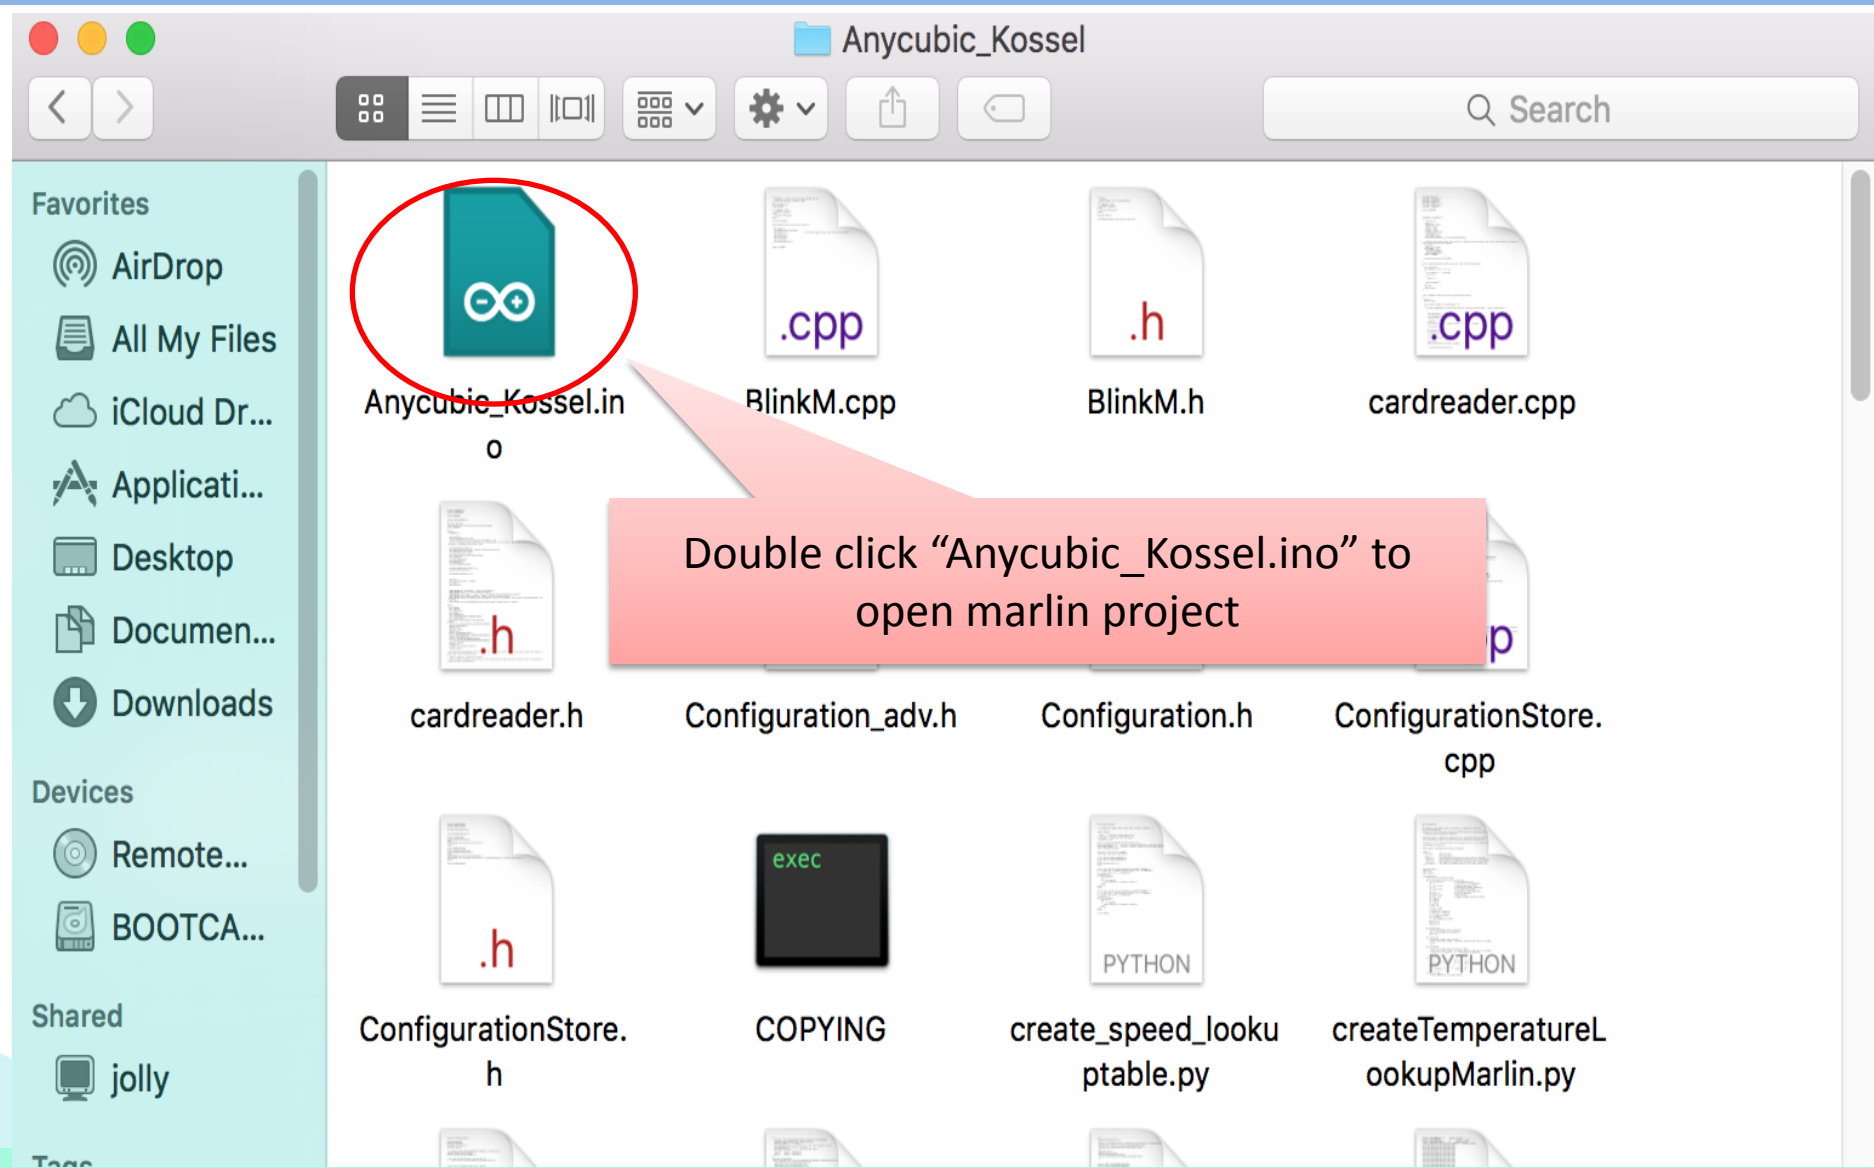 Anycubic_Kossel
Search
Favorites
AirDrop
All My Files
iCloud Dr...
Applicati...
Desktop
Documen...
Downloads
Devices
Remote...
BOOTCA...
Shared
jolly
Tags
Anycubic_Kossel.in
o
.cpp
BlinkM.cpp
.h
BlinkM.h
.cpp
cardreader.cpp
Double click “Anycubic_Kossel.ino” to
open marlin project
.h
cardreader.h
Configuration_adv.h
Configuration.h
p
ConfigurationStore.
cpp
.h
ConfigurationStore.
h
exec
COPYING
PYTHON
create_speed_looku
ptable.py
PYTHON
createTemperatureL
ookupMarlin.py